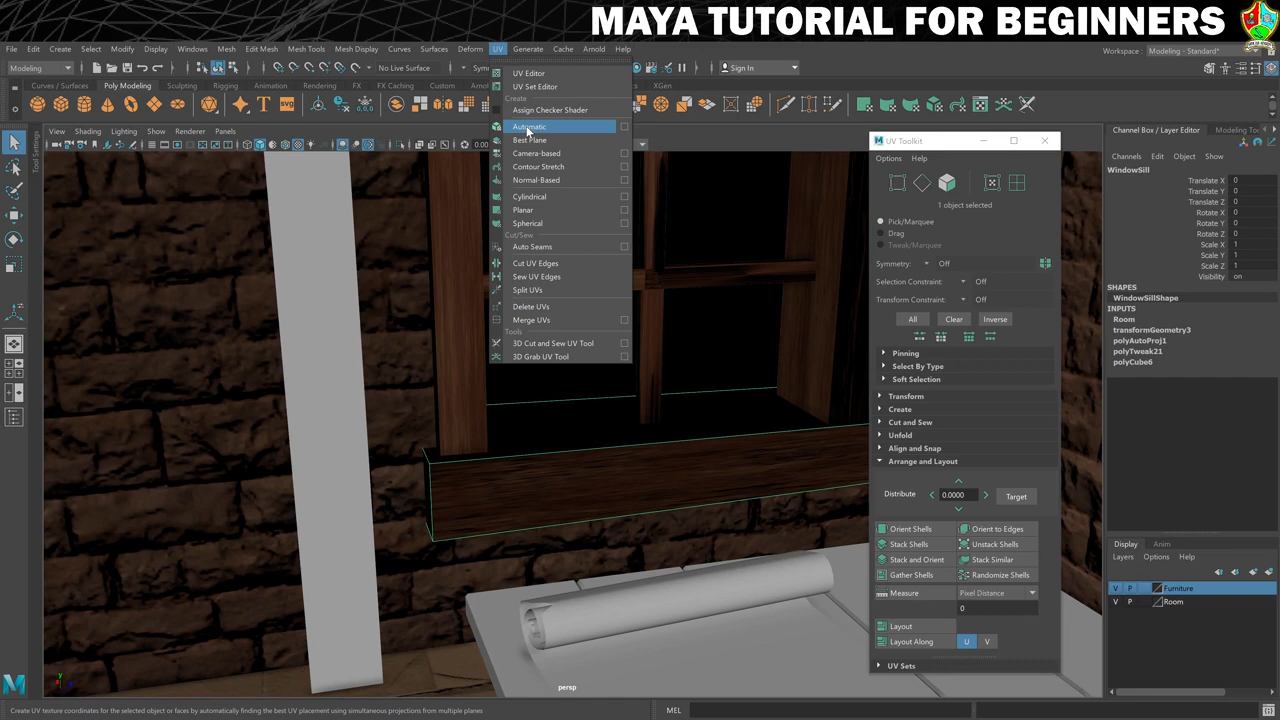 MAYA TUTORIAL FOR BEGINNERS
File Edit Create Select Modify Display Windows Mesh Edit Mesh Mesh Tools Mesh Display Curves Surfaces Deform UV Generate Cache Arnold Help
Workspace: Modeling - Standard*
Modeling
No Live Surface
Sign In
Curves / Surfaces Poly Modeling Sculpting Rigging FX FX Caching Custom XGen
SVG
View Shading Lighting Show Renderer Panels
0.00
Tool Settings
UV Editor
UV Set Editor
Create
Assign Checker Shader
Automatic
Best Plane
Camera-based
Contour Stretch
Normal-Based
Cylindrical
Planar
Spherical
Cut/Sew
Auto Seams
Cut UV Edges
Sew UV Edges
Split UVs
Delete UVs
Merge UVs
Tools
3D Cut and Sew UV Tool
3D Grab UV Tool
UV Toolkit
Options Help
1 object selected
Pick/Marquee
Drag
Tweak/Marquee
Symmetry: Off
Selection Constraint: Off
Transform Constraint: Off
All Clear Inverse
Pinning
Select By Type
Soft Selection
Transform
Create
Cut and Sew
Unfold
Align and Snap
Arrange and Layout
Distribute 0.0000 Target
Orient Shells Orient to Edges
Stack Shells Unstack Shells
Stack and Orient Stack Similar
Gather Shells Randomize Shells
Measure Pixel Distance
0
Layout
Layout Along U V
UV Sets
Channel Box / Layer Editor
Channels Edit Object Show
WindowSill
Translate X 0
Translate Y 0
Translate Z 0
Rotate X 0
Rotate Y 0
Rotate Z 0
Scale X 1
Scale Y 1
Scale Z 1
Visibility on
SHAPES
WindowSillShape
INPUTS
Room
transformGeometry3
polyAutoProj1
polyTweak21
polyCube6
Display Anim
Layers Options Help
V P Furniture
V P Room
persp
Create UV texture coordinates for the selected object or faces by automatically finding the best UV placement using simultaneous projections from multiple planes
MEL